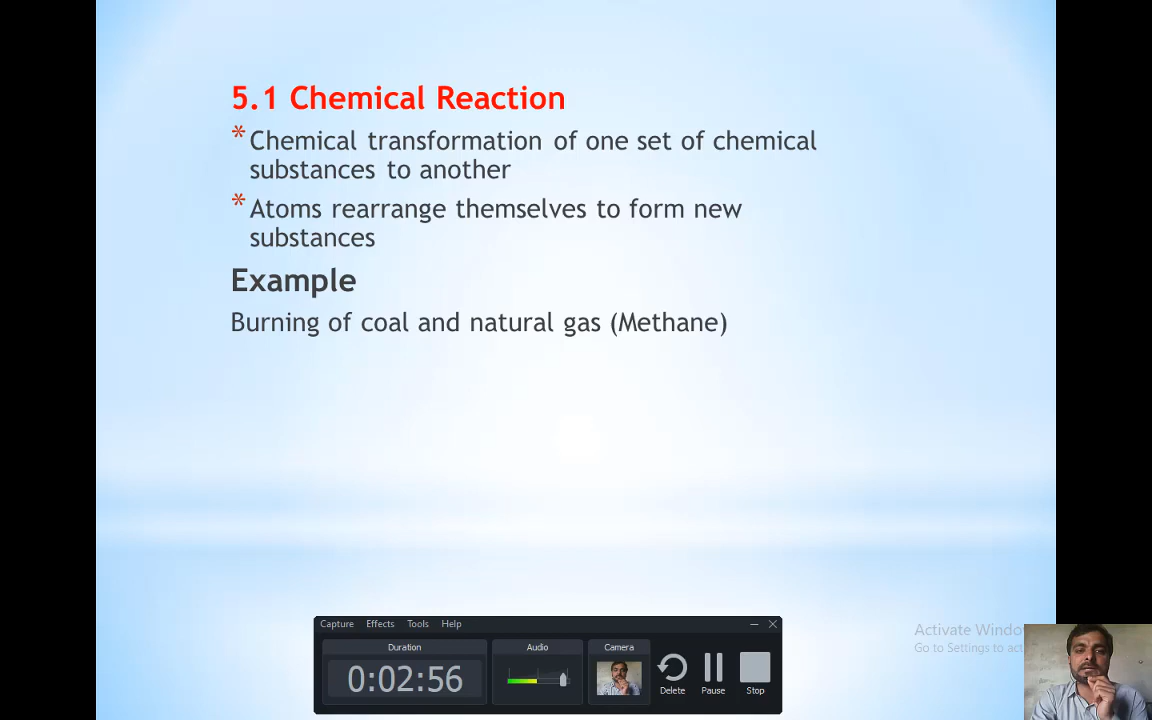 5.1 Chemical Reaction
* Chemical transformation of one set of chemical
substances to another
* Atoms rearrange themselves to form new
substances
Example
Burning of coal and natural gas (Methane)
Capture Effects Tools Help
Duration Audio Camera
0:02:56
Delete Pause Stop
Activate Windo
Go to Settings to act